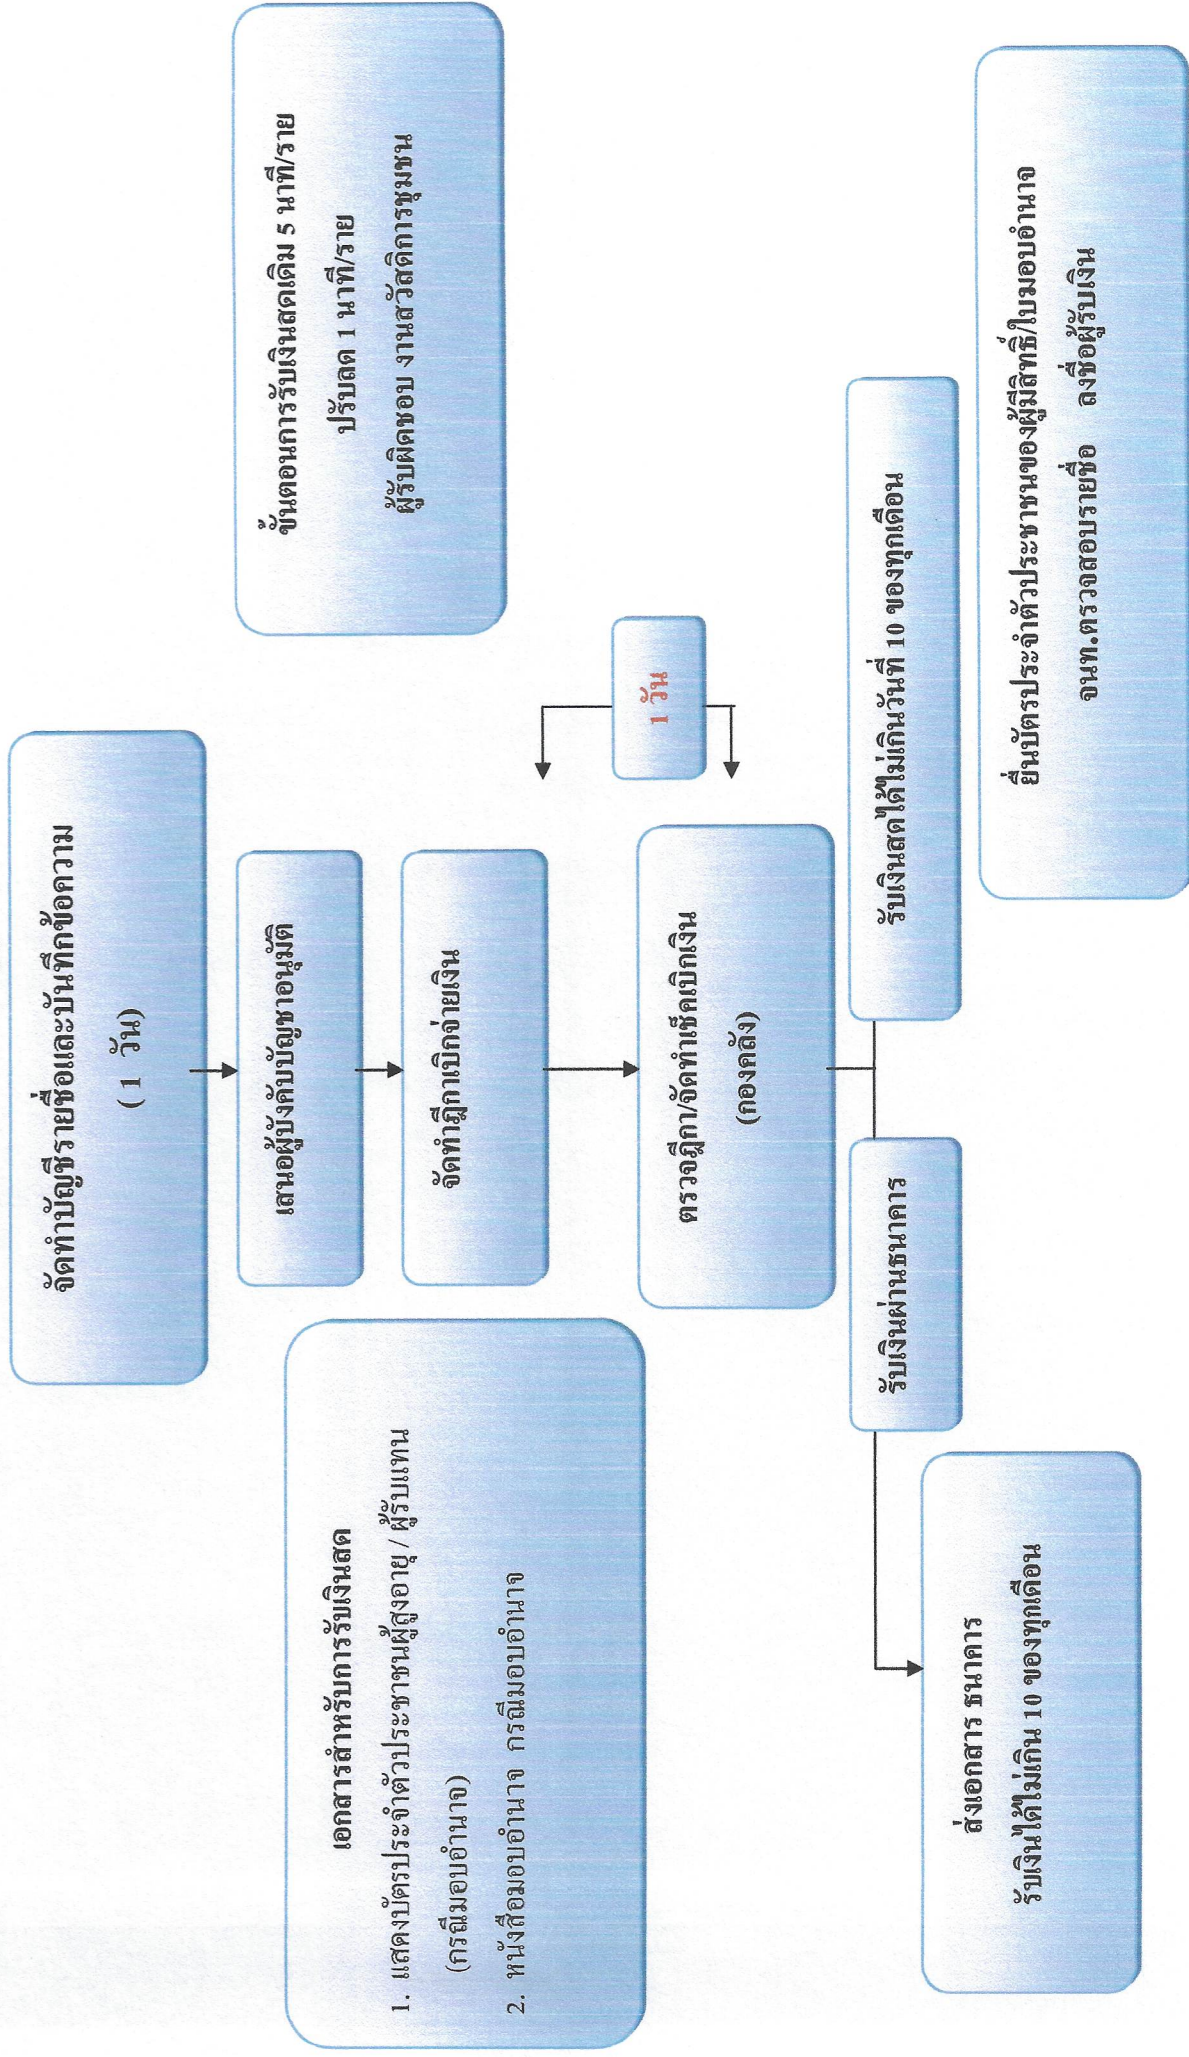 จัดทำบัญชีรายชื่อและบันทึกข้อความ
( 1 วัน)
เสนอผู้บังคับบัญชาอนุมัติ
จัดทำฎีกาเบิกจ่ายเงิน
ขั้นตอนการรับเงินสดเดิม 5 นาที/ราย
ปรับลด 1 นาที/ราย
ผู้รับผิดชอบ งานสวัสดิการชุมชน
เอกสารสำหรับการรับเงินสด
1. แสดงบัตรประจำตัวประชาชนผู้สูงอายุ / ผู้รับแทน
(กรณีมอบอำนาจ)
2. หนังสือมอบอำนาจ กรณีมอบอำนาจ
1 วัน
ตรวจฎีกา/จัดทำเช็คเบิกเงิน
(กองคลัง)
รับเงินผ่านธนาคาร
รับเงินสดได้ไม่เกินวันที่ 10 ของทุกเดือน
ส่งเอกสาร ธนาคาร
รับเงินได้ไม่เกิน 10 ของทุกเดือน
ยื่นบัตรประจำตัวประชาชนของผู้มีสิทธิ์/ใบมอบอำนาจ
จนท.ตรวจสอบรายชื่อ ลงชื่อผู้รับเงิน